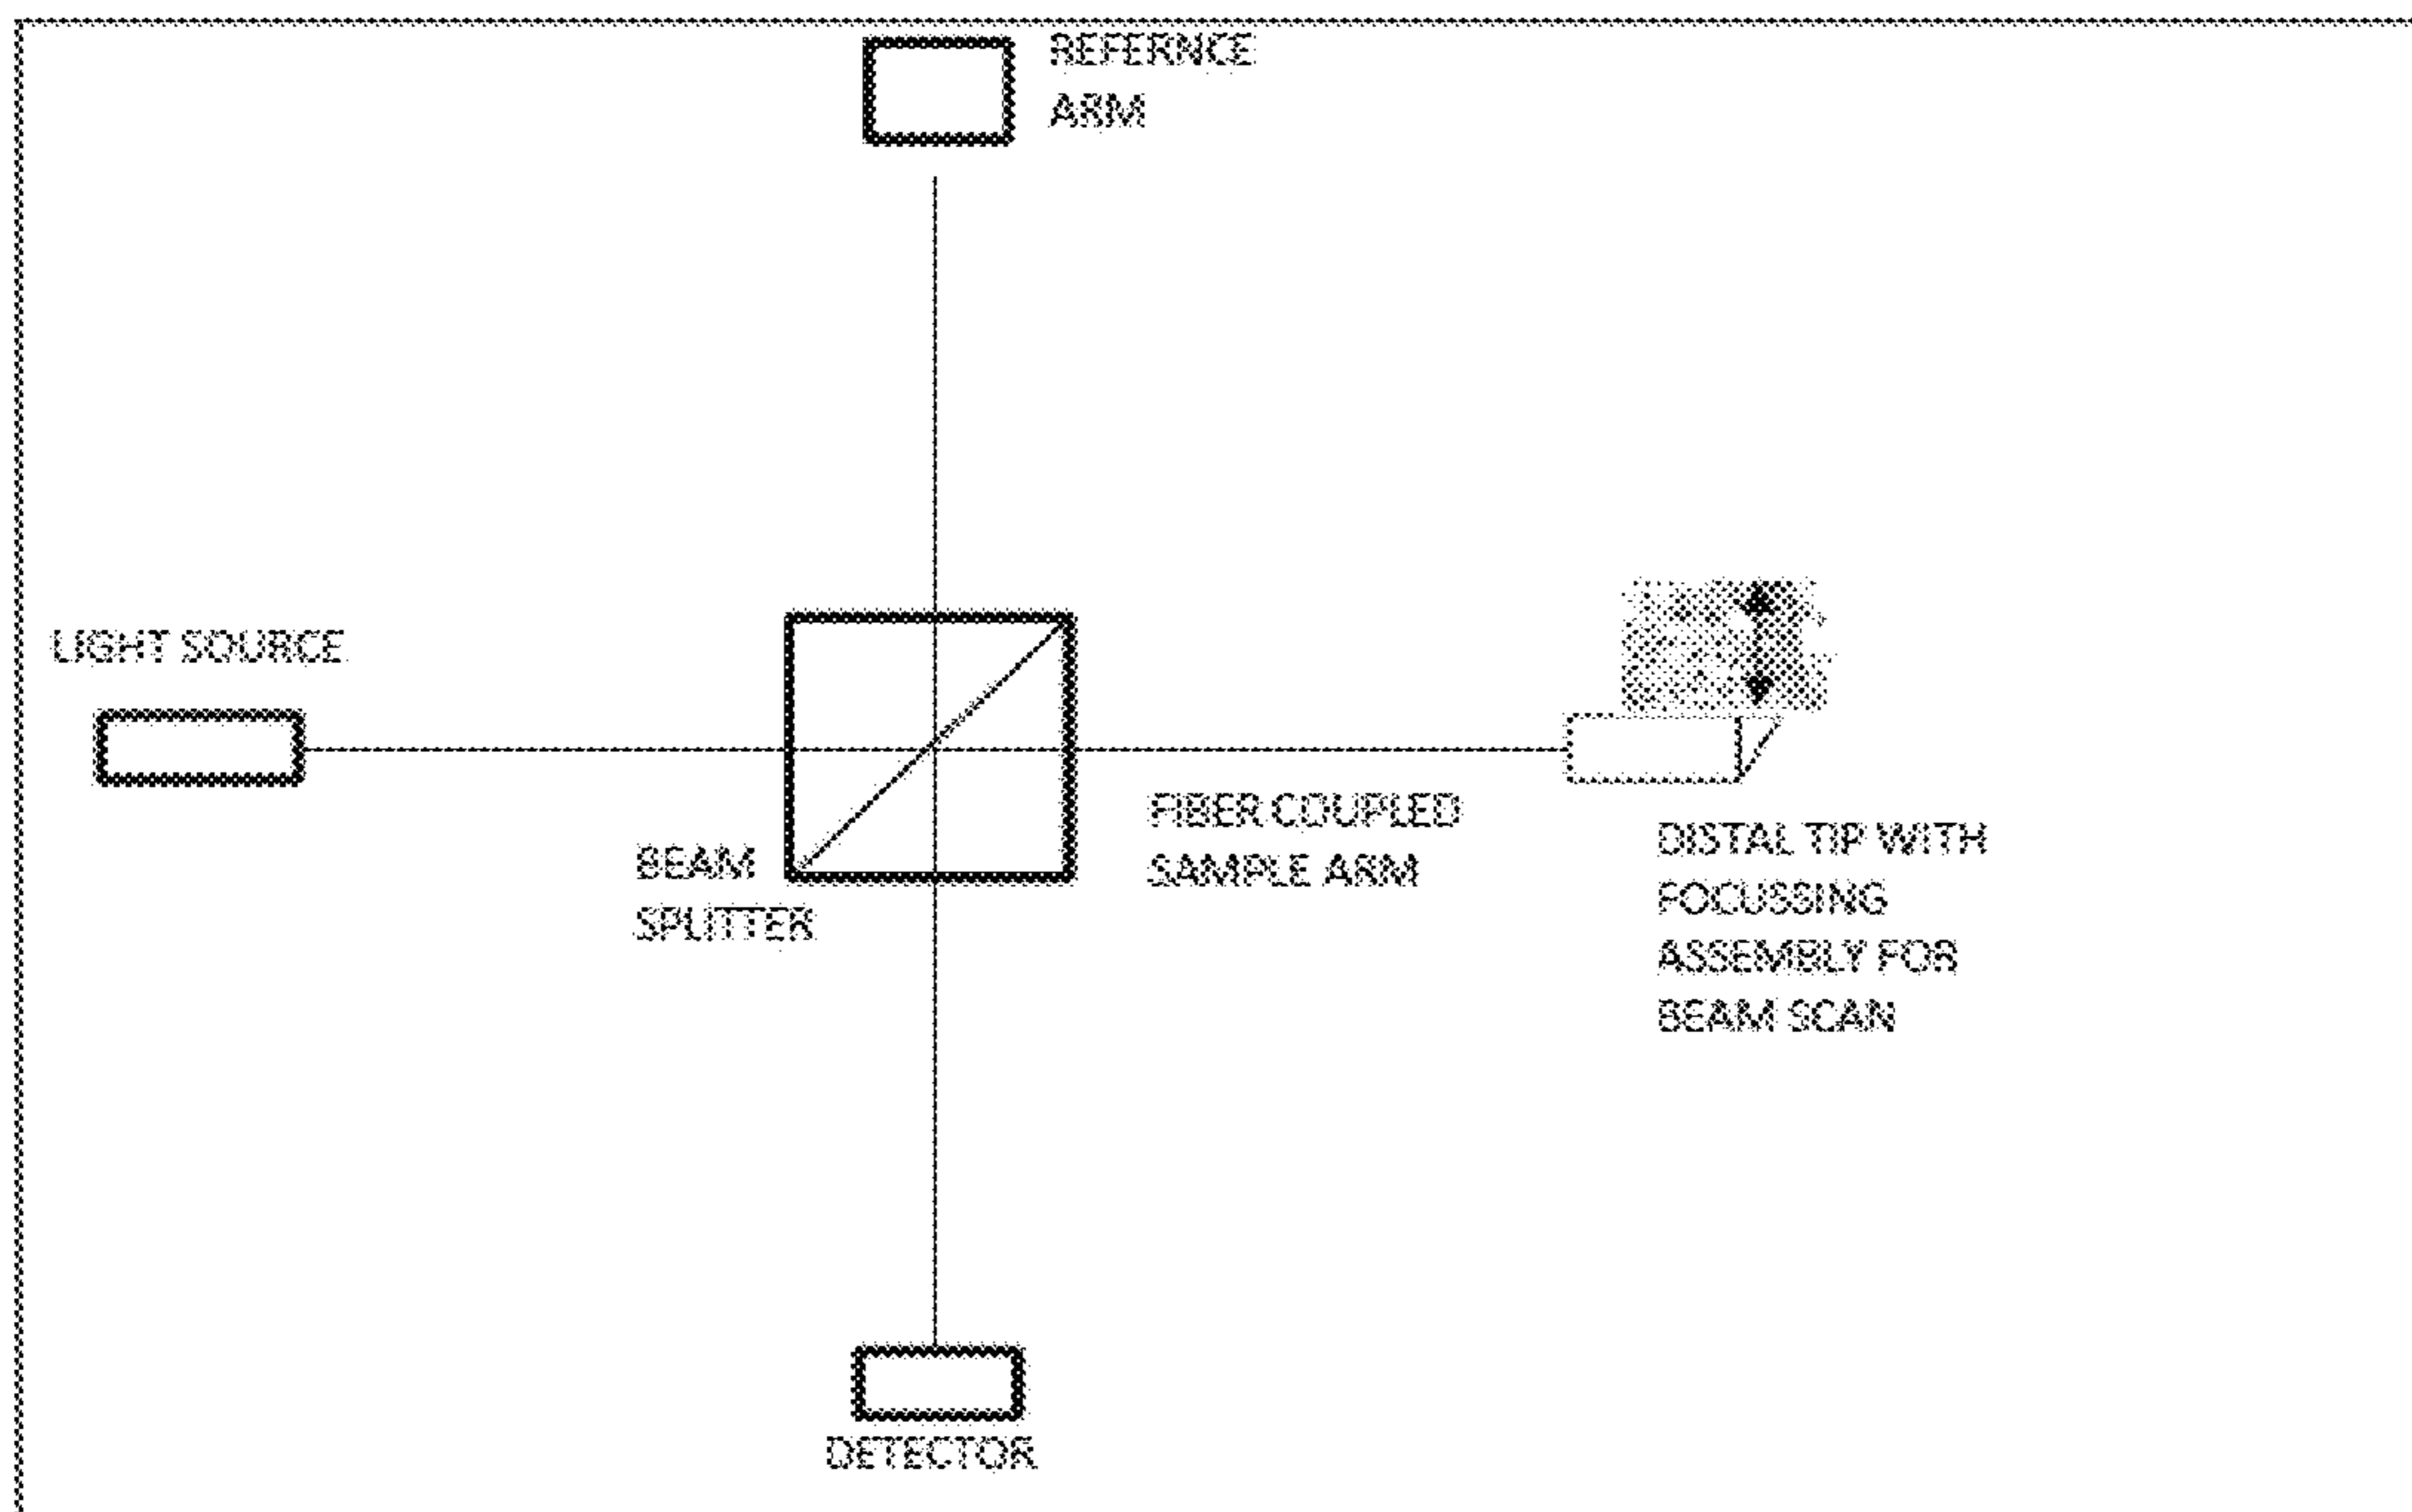 REFERNCE
ARM
LIGHT SOURCE
BEAM
SPLITTER
FIBER COUPLED
SAMPLE ARM
DISTAL TIP WITH
FOCUSSING
ASSEMBLY FOR
BEAM SCAN
DETECTOR